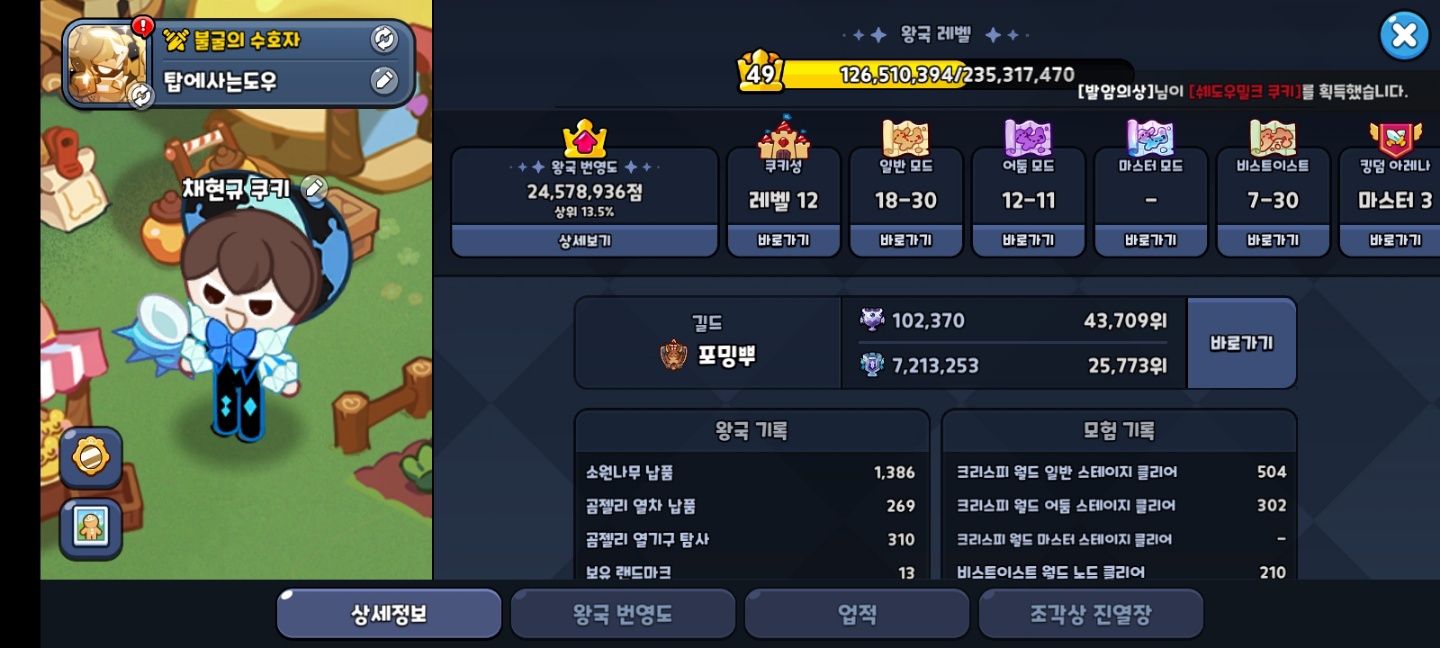 불굴의 수호자
탑에사는도우
채현규 쿠키
왕국 레벨
49
126,510,394/235,317,470
[발암의상]님이 [쉐도우밀크 쿠키]를 획득했습니다.
왕국 번영도
24,578,936점
상위 13.5%
상세보기
쿠키성
레벨 12
바로가기
일반 모드
18-30
바로가기
어둠 모드
12-11
바로가기
마스터 모드
-
바로가기
비스트이스트
7-30
바로가기
킹덤 아레나
마스터 3
바로가기
길드
포밍뿌
102,370 43,709위
7,213,253 25,773위
바로가기
왕국 기록
소원나무 납품 1,386
곰젤리 열차 납품 269
곰젤리 열기구 탐사 310
보유 랜드마크 13
모험 기록
크리스피 월드 일반 스테이지 클리어 504
크리스피 월드 어둠 스테이지 클리어 302
크리스피 월드 마스터 스테이지 클리어 -
비스트이스트 월드 노드 클리어 210
상세정보
왕국 번영도
업적
조각상 진열장